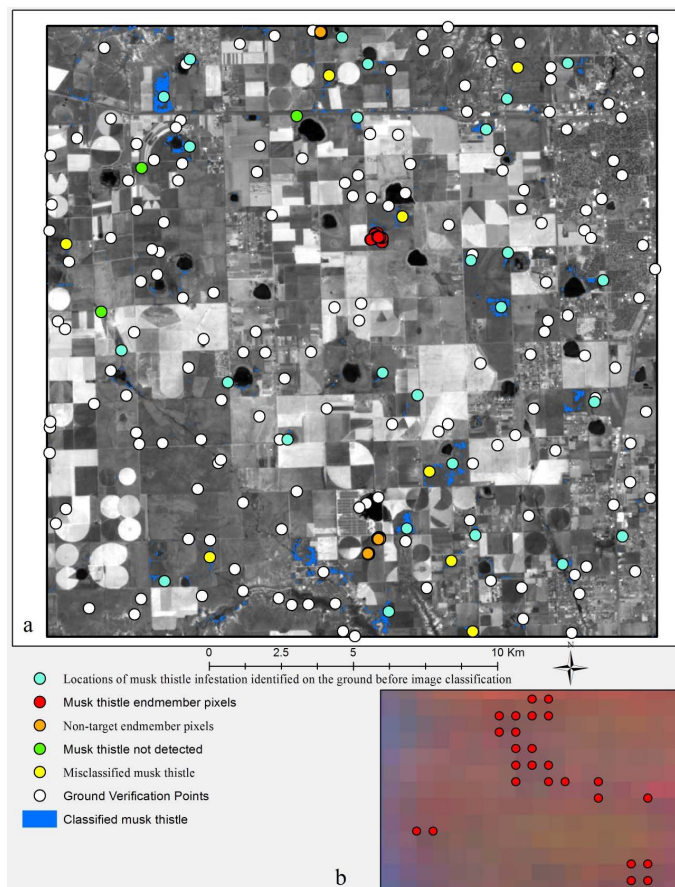 a
N
0 2.5 5 10 Km
Locations of musk thistle infestation identified on the ground before image classification
Musk thistle endmember pixels
Non-target endmember pixels
Musk thistle not detected
Misclassified musk thistle
Ground Verification Points
Classified musk thistle
b